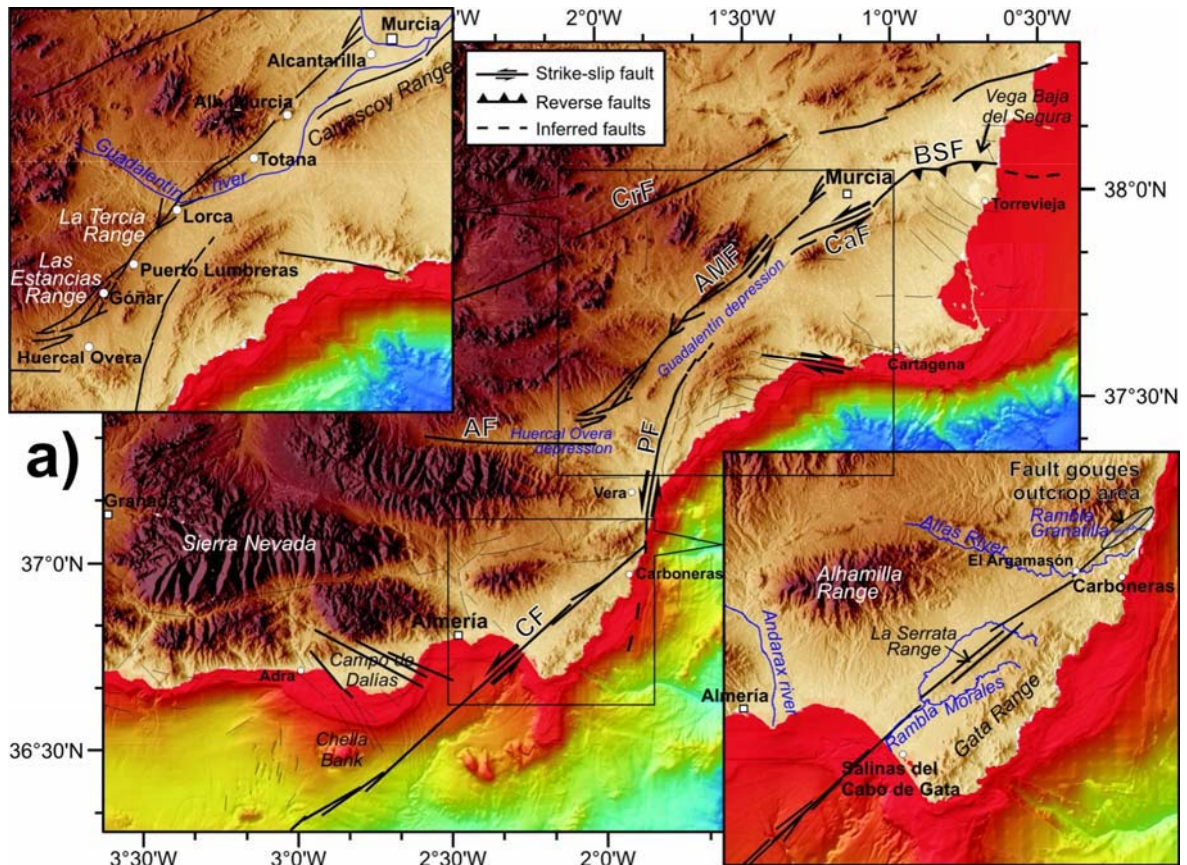 2°0'W
1°30'W
1°0'W
0°30'W
Murcia
Alcantarilla
Alh. Murcia
Carrascoy Range
Totana
Guadalentín
river
Lorca
La Tercia
Range
Las
Estancias
Range
Puerto Lumbreras
Góñar
Huercal Overa
Strike-slip fault
Reverse faults
Inferred faults
Vega Baja
del Segura
BSF
38°0'N
Torrevieja
CrF
Murcia
CaF
AMF
Guadalentín depression
Cartagena
37°30'N
AF
Huercal Overa
depression
PF
a)
Vera
Granada
Sierra Nevada
37°0'N
Carboneras
CF
Almería
Campo de
Dalias
Adra
Chella
Bank
36°30'N
3°30'W
3°0'W
2°30'W
2°0'W
Fault gouges
outcrop area
Rambla
Granatilla
Alias River
El Argamasón
Carboneras
Alhamilla
Range
La Serrata
Range
Andarax river
Almería
Rambla Morales
Gata Range
Salinas del
Cabo de Gata